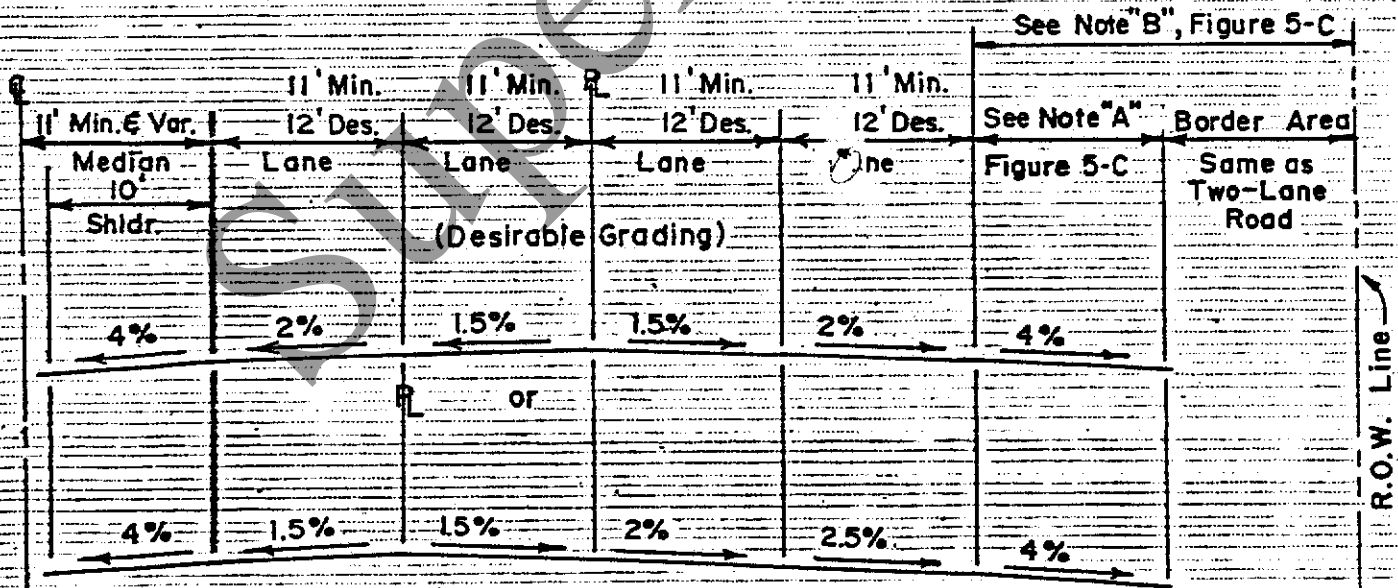 See Note "B", Figure 5-C
℄
11' Min. 11' Min. ℞L 11' Min. 11' Min.
11' Min. & Var. 12' Des. 12' Des. 12' Des. 12' Des. See Note "A" Border Area
Median Lane Lane Lane Figure 5-C Same as
10' Two-Lane
Shldr. Road
(Desirable Grading)
4% 2% 1.5% 1.5% 2% 4%
℞L or
4% 1.5% 1.5% 2% 2.5% 4%
R.O.W. Line